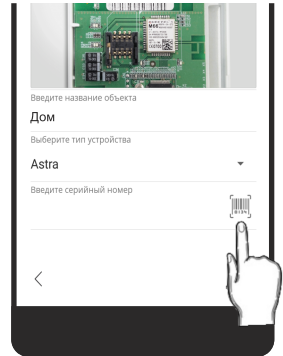 Введите название объекта
Дом
Выберите тип устройства
Astra
Введите серийный номер